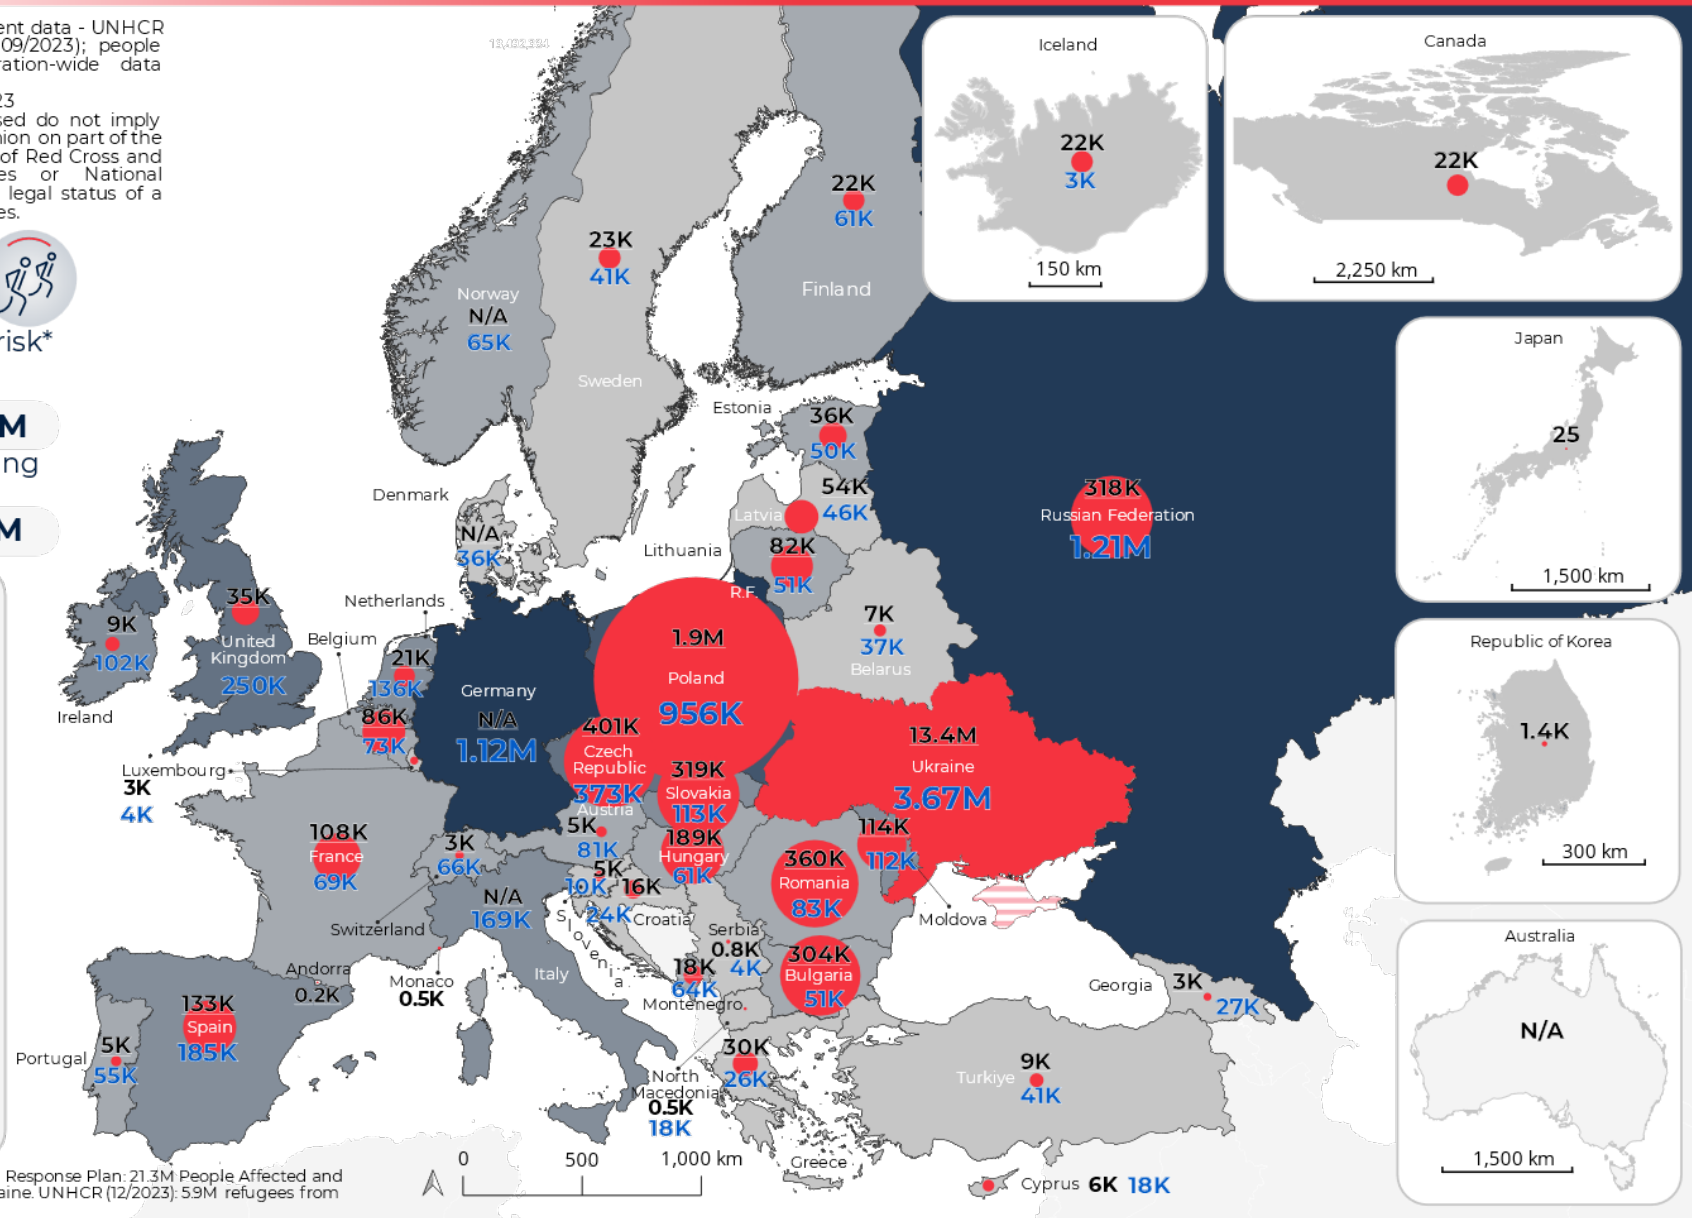 ent data - UNHCR
09/2023); people
ration-wide data
23
sed do not imply
nion on part of the
of Red Cross and
es or National
legal status of a
es.
risk*
M
ng
M
Response Plan: 21.3M People Affected and
aine. UNHCR (12/2023): 5.9M refugees from
Iceland
22K
3K
150 km
Canada
22K
2,250 km
Japan
25
1,500 km
Republic of Korea
1.4K
300 km
Australia
N/A
1,500 km
22K
61K
Finland
23K
41K
Sweden
Norway
N/A
65K
Estonia
36K
50K
54K
Latvia
46K
Lithuania
82K
51K
R.F.
Denmark
N/A
36K
318K
Russian Federation
1.21M
7K
37K
Belarus
9K
102K
Ireland
35K
United
Kingdom
250K
Netherlands
21K
136K
Belgium
86K
73K
Luxembourg
3K
4K
Germany
N/A
1.12M
1.9M
Poland
956K
401K
Czech
Republic
373K
319K
Slovakia
113K
13.4M
Ukraine
3.67M
Austria
5K
81K
189K
Hungary
61K
360K
Romania
83K
114K
112K
Moldova
108K
France
69K
3K
66K
Switzerland
N/A
169K
Italy
5K
10K
Slovenia
16K
24K
Croatia
Serbia
0.8K
4K
18K
64K
Montenegro
304K
Bulgaria
51K
Andorra
0.2K
Monaco
0.5K
133K
Spain
185K
Portugal
5K
55K
North
Macedonia
0.5K
18K
30K
26K
Greece
Turkiye
9K
41K
Georgia
3K
27K
Cyprus 6K 18K
0 500 1,000 km